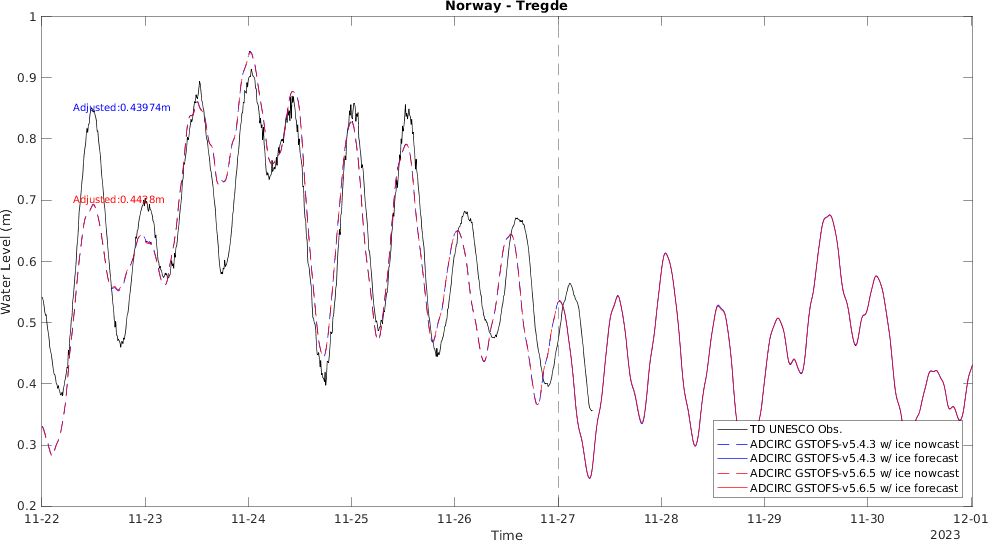 Norway - Tregde
1
0.9
0.8
0.7
0.6
0.5
0.4
0.3
0.2
Water Level (m)
Adjusted:0.43974m
Adjusted:0.4428m
TD UNESCO Obs.
ADCIRC GSTOFS-v5.4.3 w/ ice nowcast
ADCIRC GSTOFS-v5.4.3 w/ ice forecast
ADCIRC GSTOFS-v5.6.5 w/ ice nowcast
ADCIRC GSTOFS-v5.6.5 w/ ice forecast
11-22 11-23 11-24 11-25 11-26 11-27 11-28 11-29 11-30 12-01
Time
2023